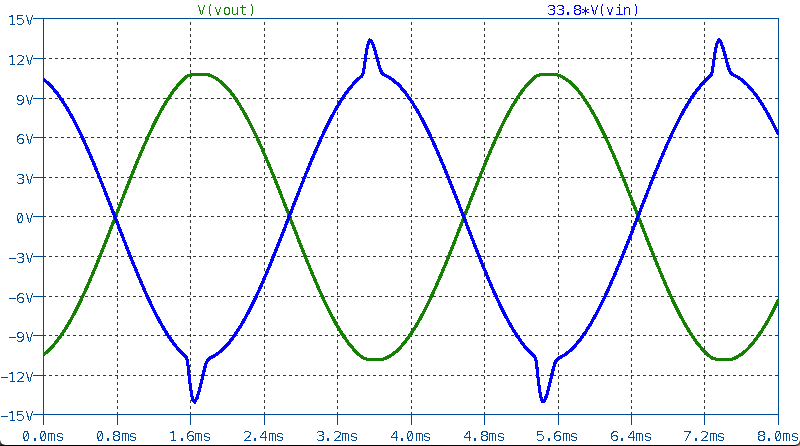 V(vout) 33.8*V(vin)
15V
12V
9V
6V
3V
0V
-3V
-6V
-9V
-12V
-15V
0.0ms 0.8ms 1.6ms 2.4ms 3.2ms 4.0ms 4.8ms 5.6ms 6.4ms 7.2ms 8.0ms